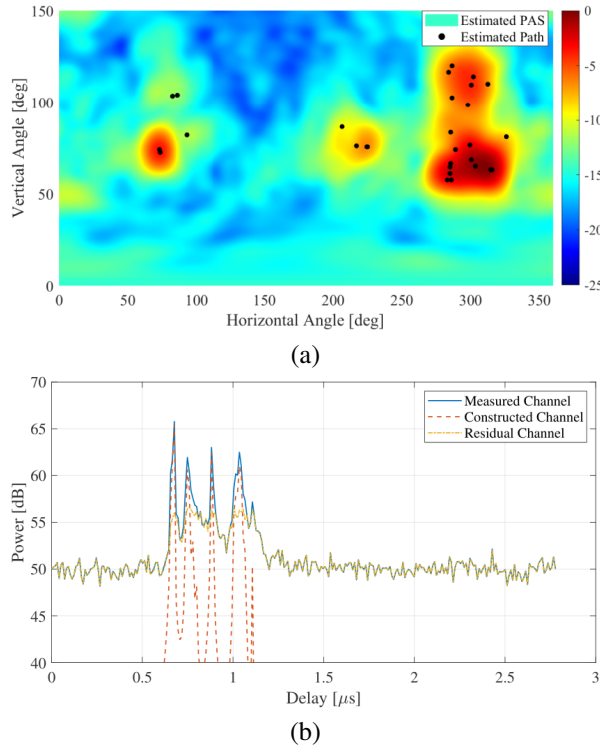 150
100
50
0
Vertical Angle [deg]
0 50 100 150 200 250 300 350
Horizontal Angle [deg]
Estimated PAS
Estimated Path
0
-5
-10
-15
-20
-25
(a)
70
65
60
55
50
45
40
Power [dB]
0 0.5 1 1.5 2 2.5 3
Delay [μs]
Measured Channel
Constructed Channel
Residual Channel
(b)